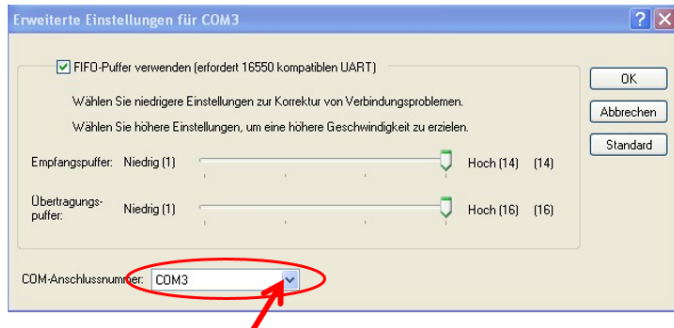 Erweiterte Einstellungen für COM3
FIFO-Puffer verwenden (erfordert 16550 kompatiblen UART)
OK
Wählen Sie niedrigere Einstellungen zur Korrektur von Verbindungsproblemen.
Abbrechen
Wählen Sie höhere Einstellungen, um eine höhere Geschwindigkeit zu erzielen.
Standard
Empfangspuffer: Niedrig (1) Hoch (14) (14)
Übertragungs-
puffer: Niedrig (1) Hoch (16) (16)
COM-Anschlussnummer: COM3